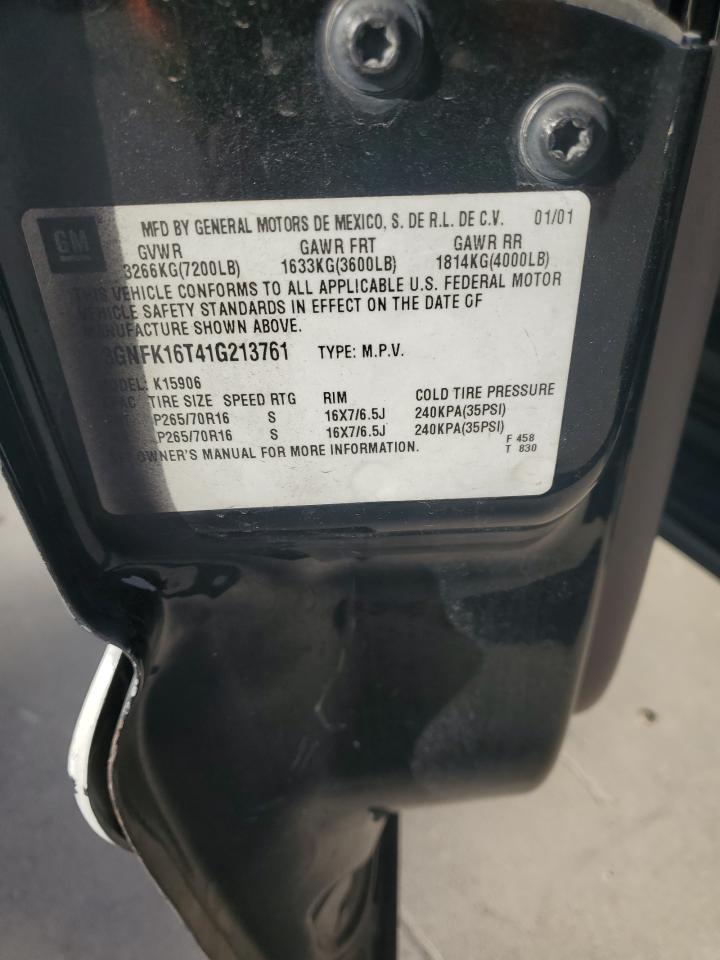 GM
MFD BY GENERAL MOTORS DE MEXICO, S. DE R.L. DE C.V. 01/01
GVWR GAWR FRT GAWR RR
3266KG(7200LB) 1633KG(3600LB) 1814KG(4000LB)
THIS VEHICLE CONFORMS TO ALL APPLICABLE U.S. FEDERAL MOTOR
VEHICLE SAFETY STANDARDS IN EFFECT ON THE DATE OF
MANUFACTURE SHOWN ABOVE.
3GNFK16T41G213761 TYPE: M.P.V.
MODEL: K15906
TIRE SIZE SPEED RTG RIM COLD TIRE PRESSURE
P265/70R16 S 16X7/6.5J 240KPA(35PSI)
P265/70R16 S 16X7/6.5J 240KPA(35PSI)
OWNER'S MANUAL FOR MORE INFORMATION.
F 458
T 830